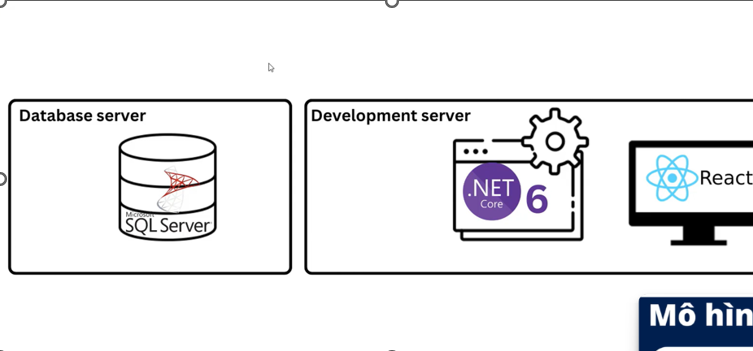 Database server
Microsoft
SQL Server
Development server
.NET
Core
6
React
Mô hìn